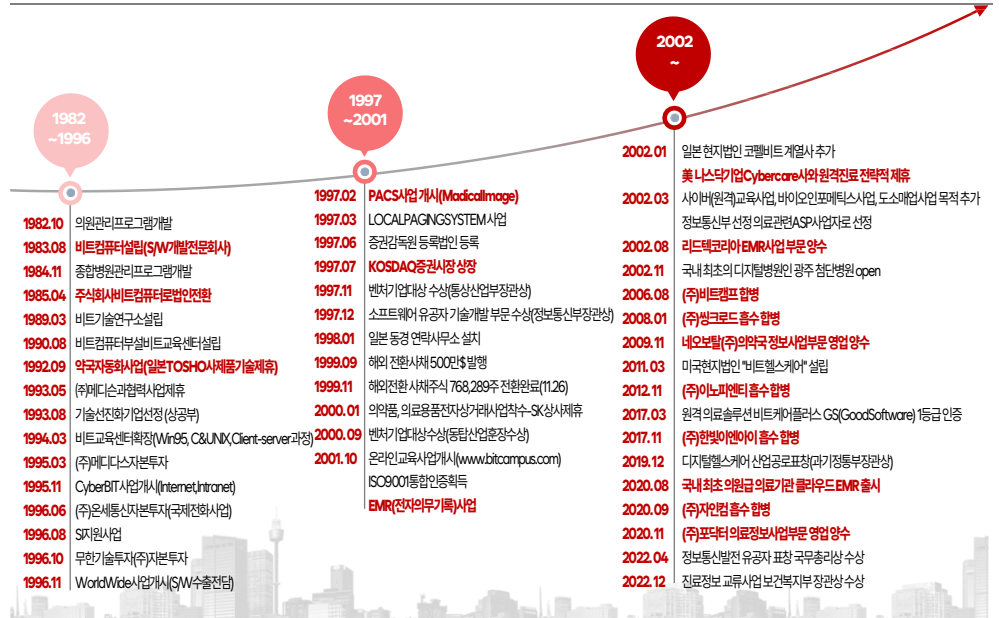 1982
~1996
1982.10 의원관리프로그램개발
1983.08 비트컴퓨터설립(S/W개발전문회사)
1984.11 종합병원관리프로그램개발
1985.04 주식회사비트컴퓨터로법인전환
1989.03 비트기술연구소설립
1990.08 비트컴퓨터부설비트교육센터설립
1992.09 약국자동화사업(일본TOSHO사제품기술제휴)
1993.05 ㈜메디슨과협력사업제휴
1993.08 기술선진화기업선정 (상공부)
1994.03 비트교육센터확장(Win95, C&UNIX,Client-server과정)
1995.03 ㈜메디다스자본투자
1995.11 CyberBIT사업개시(Internet,Intranet)
1996.06 ㈜온세통신자본투자(국제전화사업)
1996.08 SI지원사업
1996.10 무한기술투자㈜자본투자
1996.11 WorldWide사업개시(S/W수출전담)
1997
~2001
1997.02 PACS사업 개시(MadicalImage)
1997.03 LOCALPAGINGSYSTEM 사업
1997.06 증권감독원 등록법인 등록
1997.07 KOSDAQ증권시장 상장
1997.11 벤처기업대상 수상(통상산업부장관상)
1997.12 소프트웨어 유공자 기술개발 부문 수상(정보통신부장관상)
1998.01 일본 동경 연락사무소 설치
1999.09 해외 전환사채 500만$ 발행
1999.11 해외전환 사채주식 768,289주 전환완료(11.26)
2000.01 의약품, 의료용품전자상거래사업착수-SK상사제휴
2000.09 벤처기업대상수상(동탑산업훈장수상)
2001.10 온라인교육사업개시(www.bitcampus.com)
ISO9001통합인증획득
EMR(전자의무기록)사업
2002
~
2002.01 일본 현지법인 코펠비트 계열사 추가
美 나스닥기업Cybercare사와 원격진료 전략적 제휴
2002.03 사이버(원격)교육사업, 바이오인포메틱스사업, 도소매업사업 목적 추가
정보통신부 선정 의료관련ASP사업자로 선정
2002.08 리드텍코리아 EMR사업 부문 양수
2002.11 국내 최초의 디지털병원인 광주 첨단병원 open
2006.08 ㈜비트캠프 합병
2008.01 ㈜씽크로드 흡수 합병
2009.11 네오보탈㈜의약국 정보사업부문 영업 양수
2011.03 미국현지법인 "비트헬스케어" 설립
2012.11 ㈜이노피엔티 흡수 합병
2017.03 원격 의료솔루션 비트케어플러스 GS(GoodSoftware) 1등급 인증
2017.11 ㈜한빛이엔아이 흡수 합병
2019.12 디지털헬스케어 산업공로표창(과기정통부장관상)
2020.08 국내 최초 의원급 의료기관 클라우드 EMR 출시
2020.09 ㈜자인컴 흡수 합병
2020.11 ㈜포닥터 의료정보사업부문 영업 양수
2022.04 정보통신발전 유공자 표창 국무총리상 수상
2022.12 진료정보 교류사업 보건복지부 장관상 수상